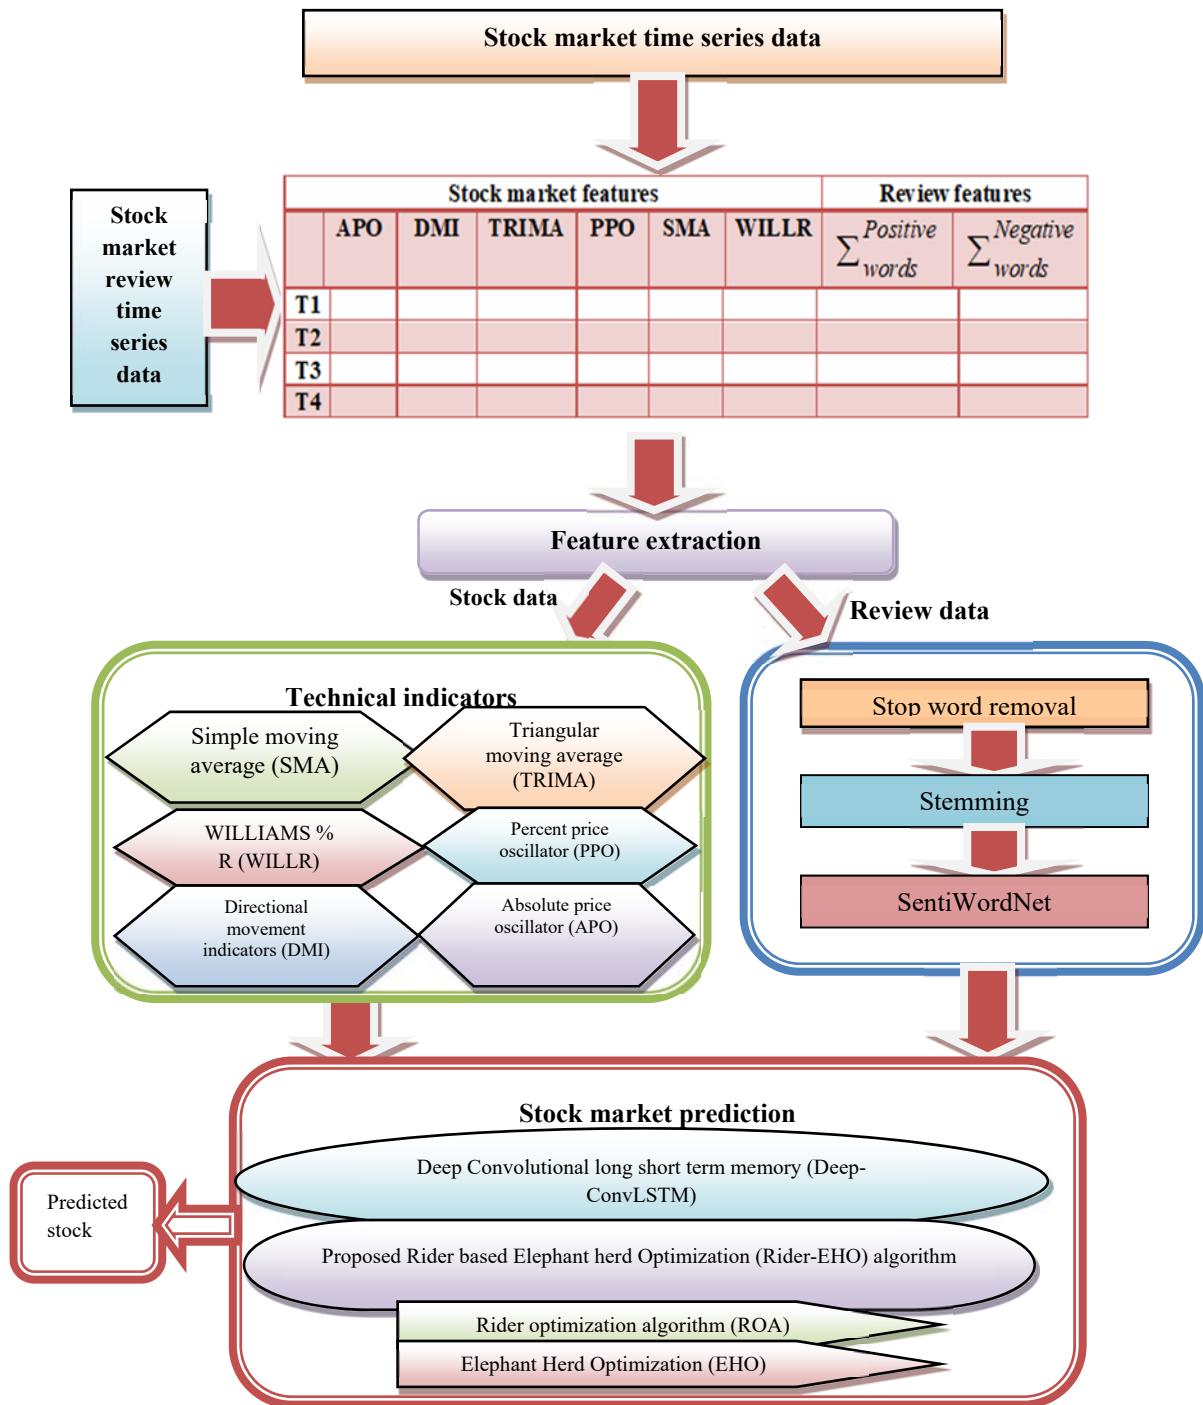 Stock market time series data
Stock
market
review
time
series
data
Stock market features Review features
APO DMI TRIMA PPO SMA WILLR ∑ Positive words ∑ Negative words
T1
T2
T3
T4
Feature extraction
Stock data
Review data
Technical indicators
Simple moving
average (SMA)
Triangular
moving average
(TRIMA)
WILLIAMS %
R (WILLR)
Percent price
oscillator (PPO)
Directional
movement
indicators (DMI)
Absolute price
oscillator (APO)
Stop word removal
Stemming
SentiWordNet
Stock market prediction
Deep Convolutional long short term memory (Deep-
ConvLSTM)
Proposed Rider based Elephant herd Optimization (Rider-EHO) algorithm
Rider optimization algorithm (ROA)
Elephant Herd Optimization (EHO)
Predicted
stock